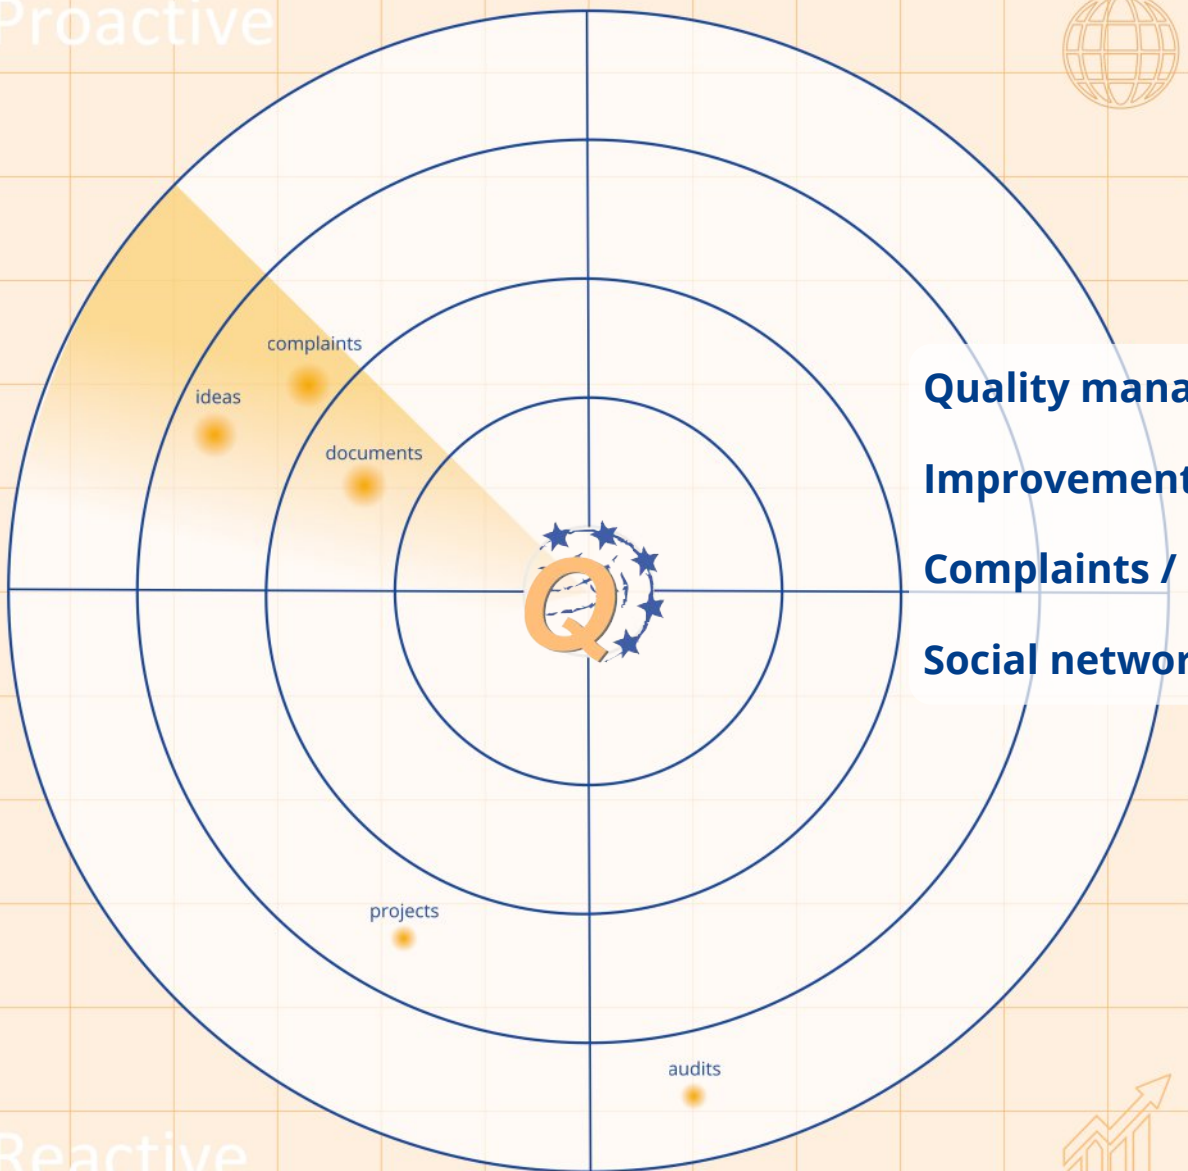 Proactive
complaints
ideas
documents
Quality mana
Improvement
Complaints /
Social networ
Q
projects
audits
Reactive